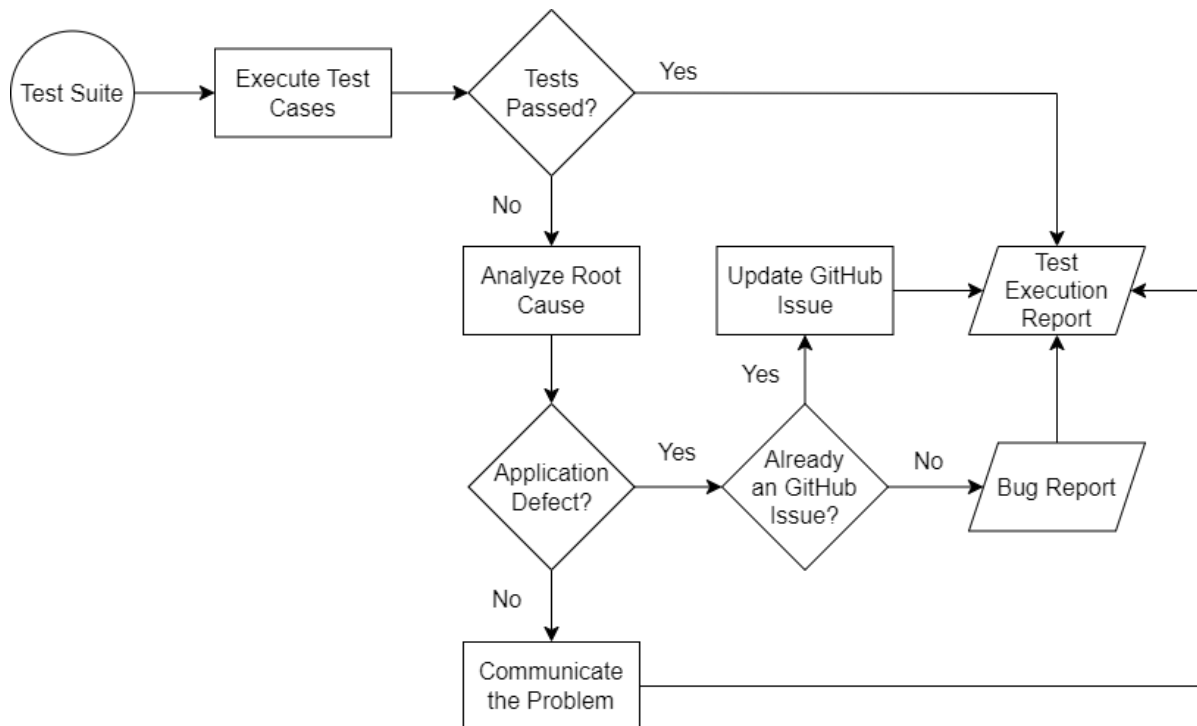 Test Suite
Execute Test
Cases
Tests
Passed?
Yes
No
Analyze Root
Cause
Update GitHub
Issue
Test
Execution
Report
Yes
Application
Defect?
Yes
Already
an GitHub
Issue?
No
Bug Report
No
Communicate
the Problem